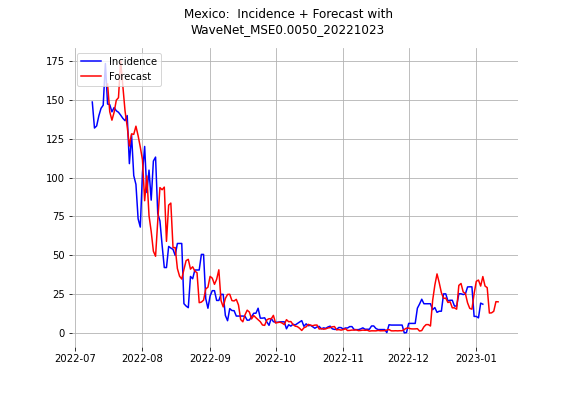 Mexico:  Incidence + Forecast with
WaveNet_MSE0.0050_20221023
Incidence
Forecast
175
150
125
100
75
50
25
0
2022-07 2022-08 2022-09 2022-10 2022-11 2022-12 2023-01